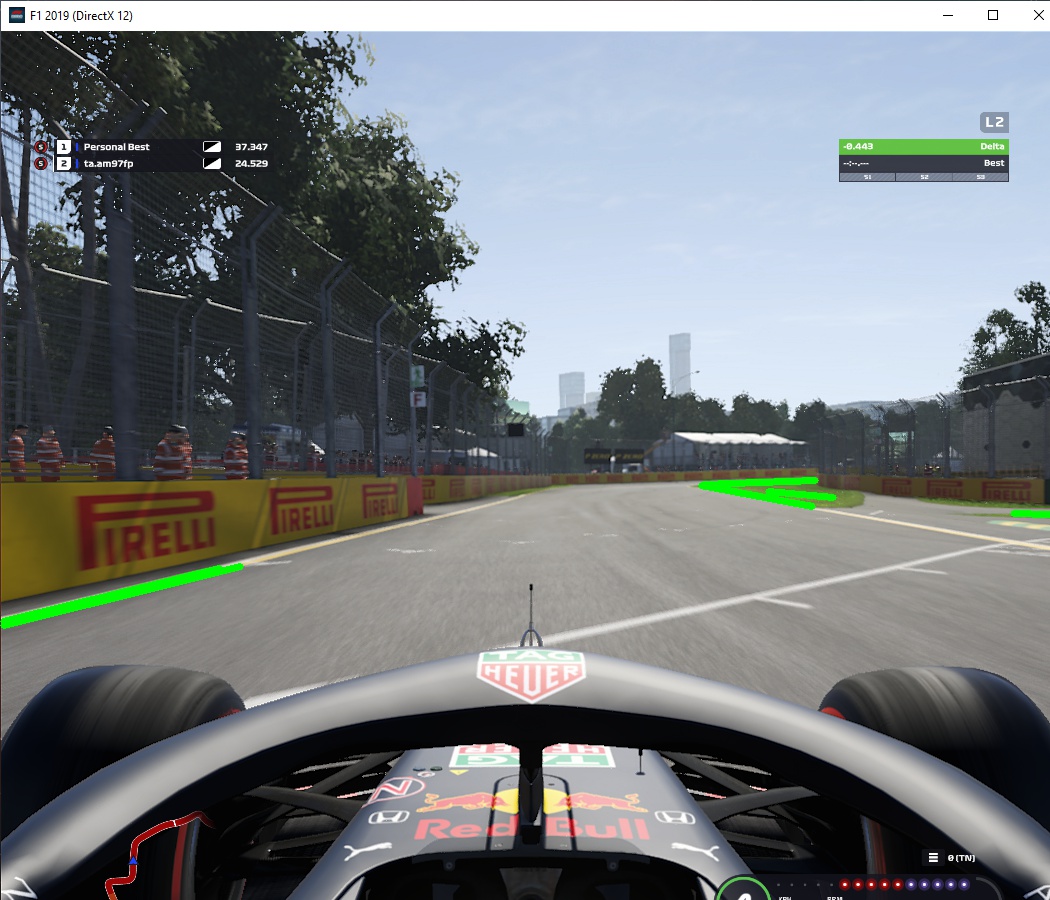 F1 2019 (DirectX 12)
L2
S 1 Personal Best 37.347
S 2 ta.am97fp 24.529
-0.443 Delta
--:--.--- Best
S1 S2 S3
F
PIRELLI PIRELLI PIRELLI
TAG
HEUER
HONDA
Red Bull
0 (TN)